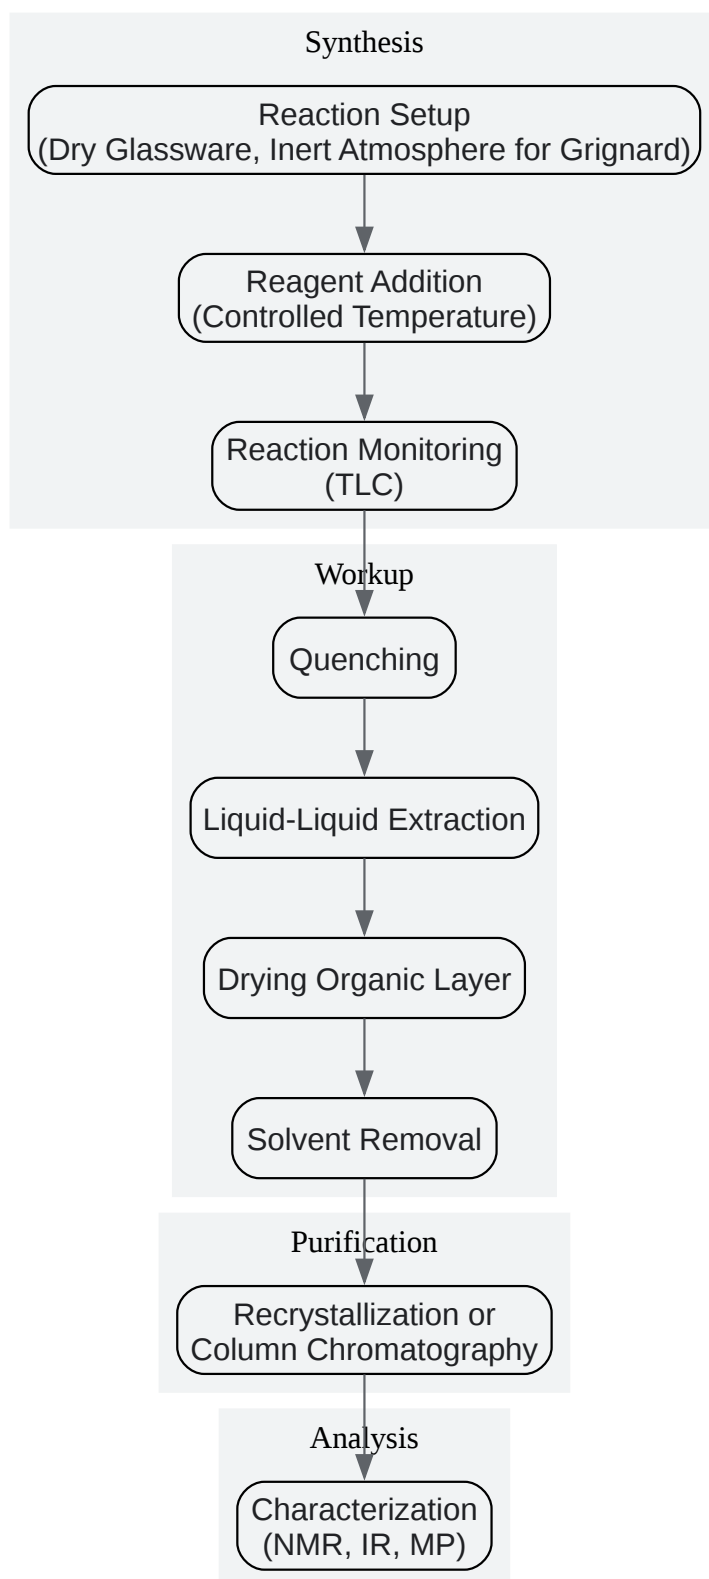 Synthesis
Reaction Setup
(Dry Glassware, Inert Atmosphere for Grignard)
Reagent Addition
(Controlled Temperature)
Reaction Monitoring
(TLC)
Workup
Quenching
Liquid-Liquid Extraction
Drying Organic Layer
Solvent Removal
Purification
Recrystallization or
Column Chromatography
Analysis
Characterization
(NMR, IR, MP)